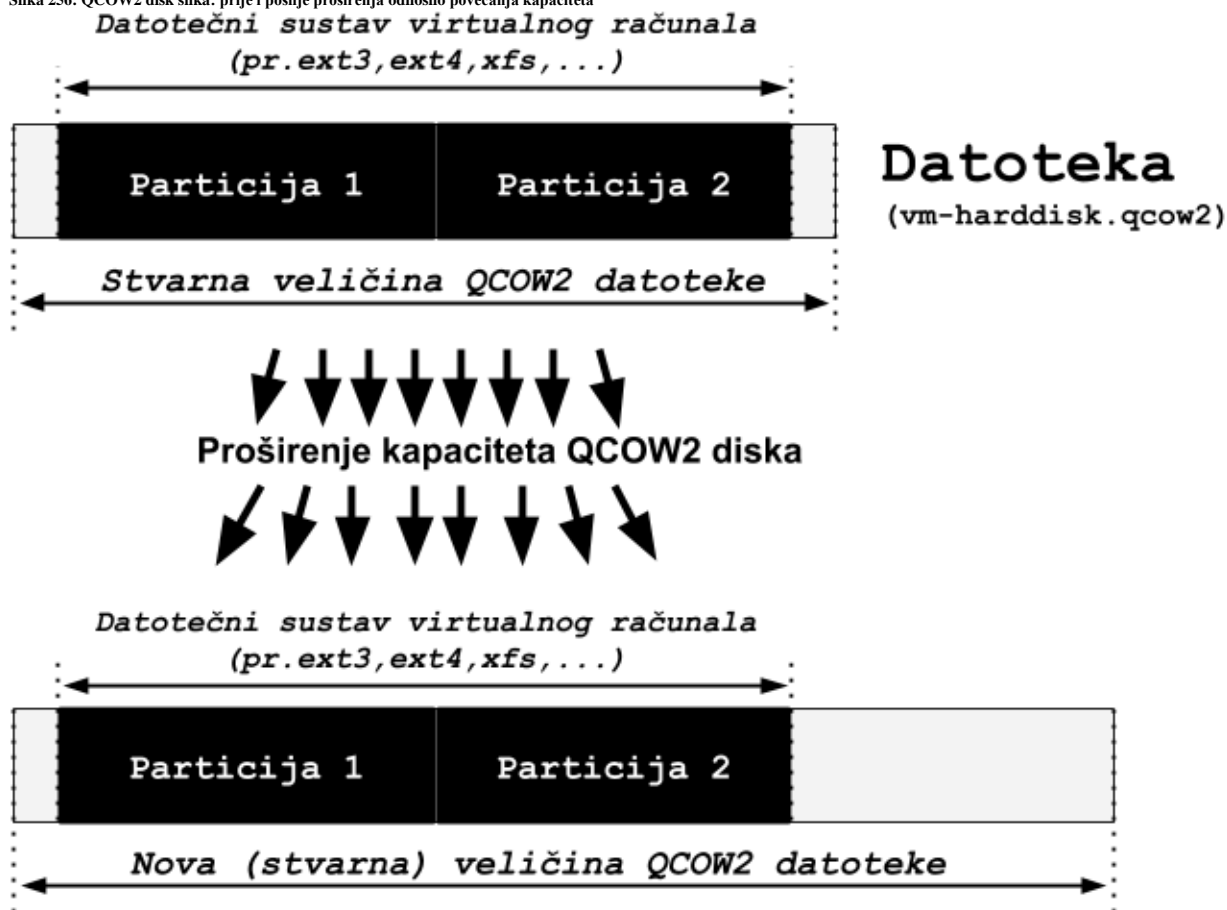 Slika 256: QCOW2 disk slika: prije i poslije proširenja odnosno povećanja kapaciteta
Datotečni sustav virtualnog računala
(pr.ext3,ext4,xfs,...)
Particija 1
Particija 2
Datoteka
(vm-harddisk.qcow2)
Stvarna veličina QCOW2 datoteke
Proširenje kapaciteta QCOW2 diska
Datotečni sustav virtualnog računala
(pr.ext3,ext4,xfs,...)
Particija 1
Particija 2
Nova (stvarna) veličina QCOW2 datoteke